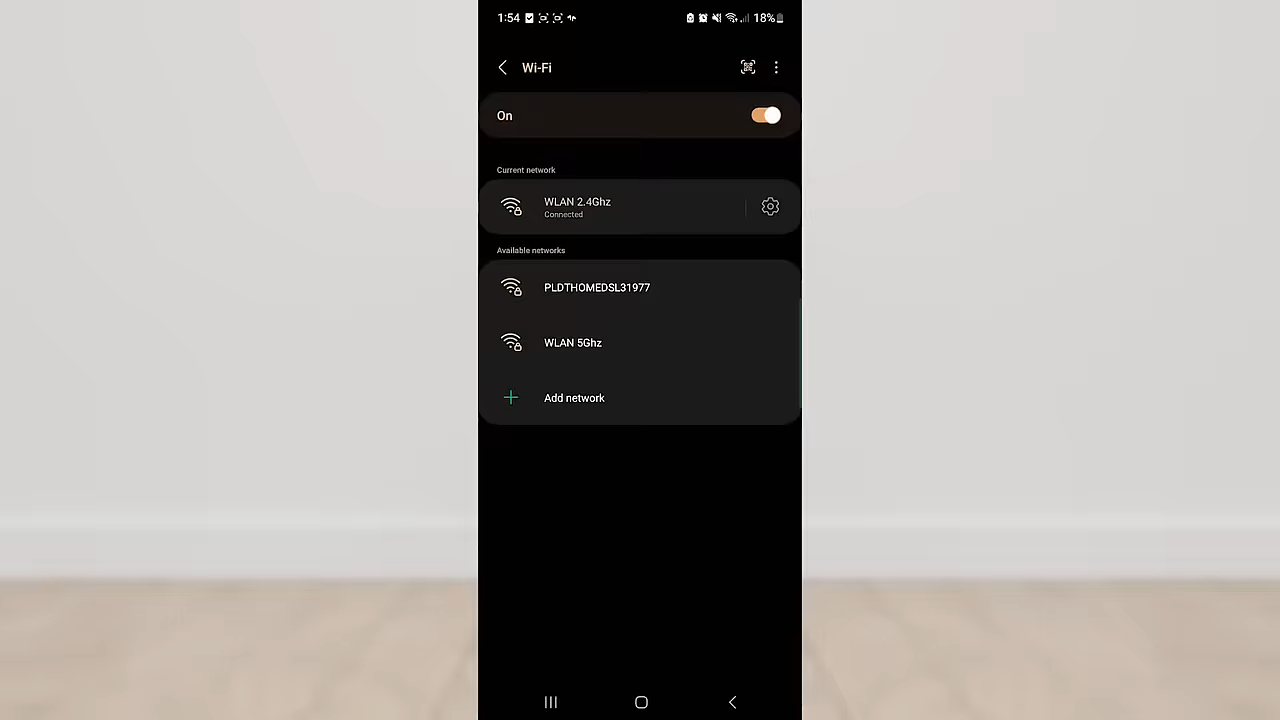 1:54
18%
Wi-Fi
On
Current network
WLAN 2.4Ghz
Connected
Available networks
PLDTHOMEDSL31977
WLAN 5Ghz
Add network